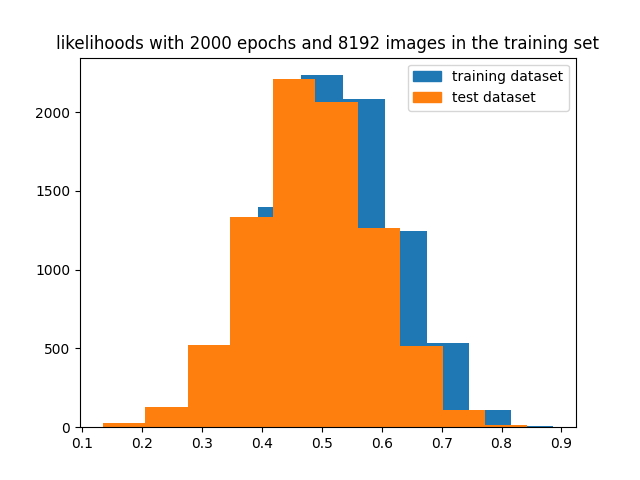 likelihoods with 2000 epochs and 8192 images in the training set
training dataset
test dataset
2000
1500
1000
500
0
0.1 0.2 0.3 0.4 0.5 0.6 0.7 0.8 0.9